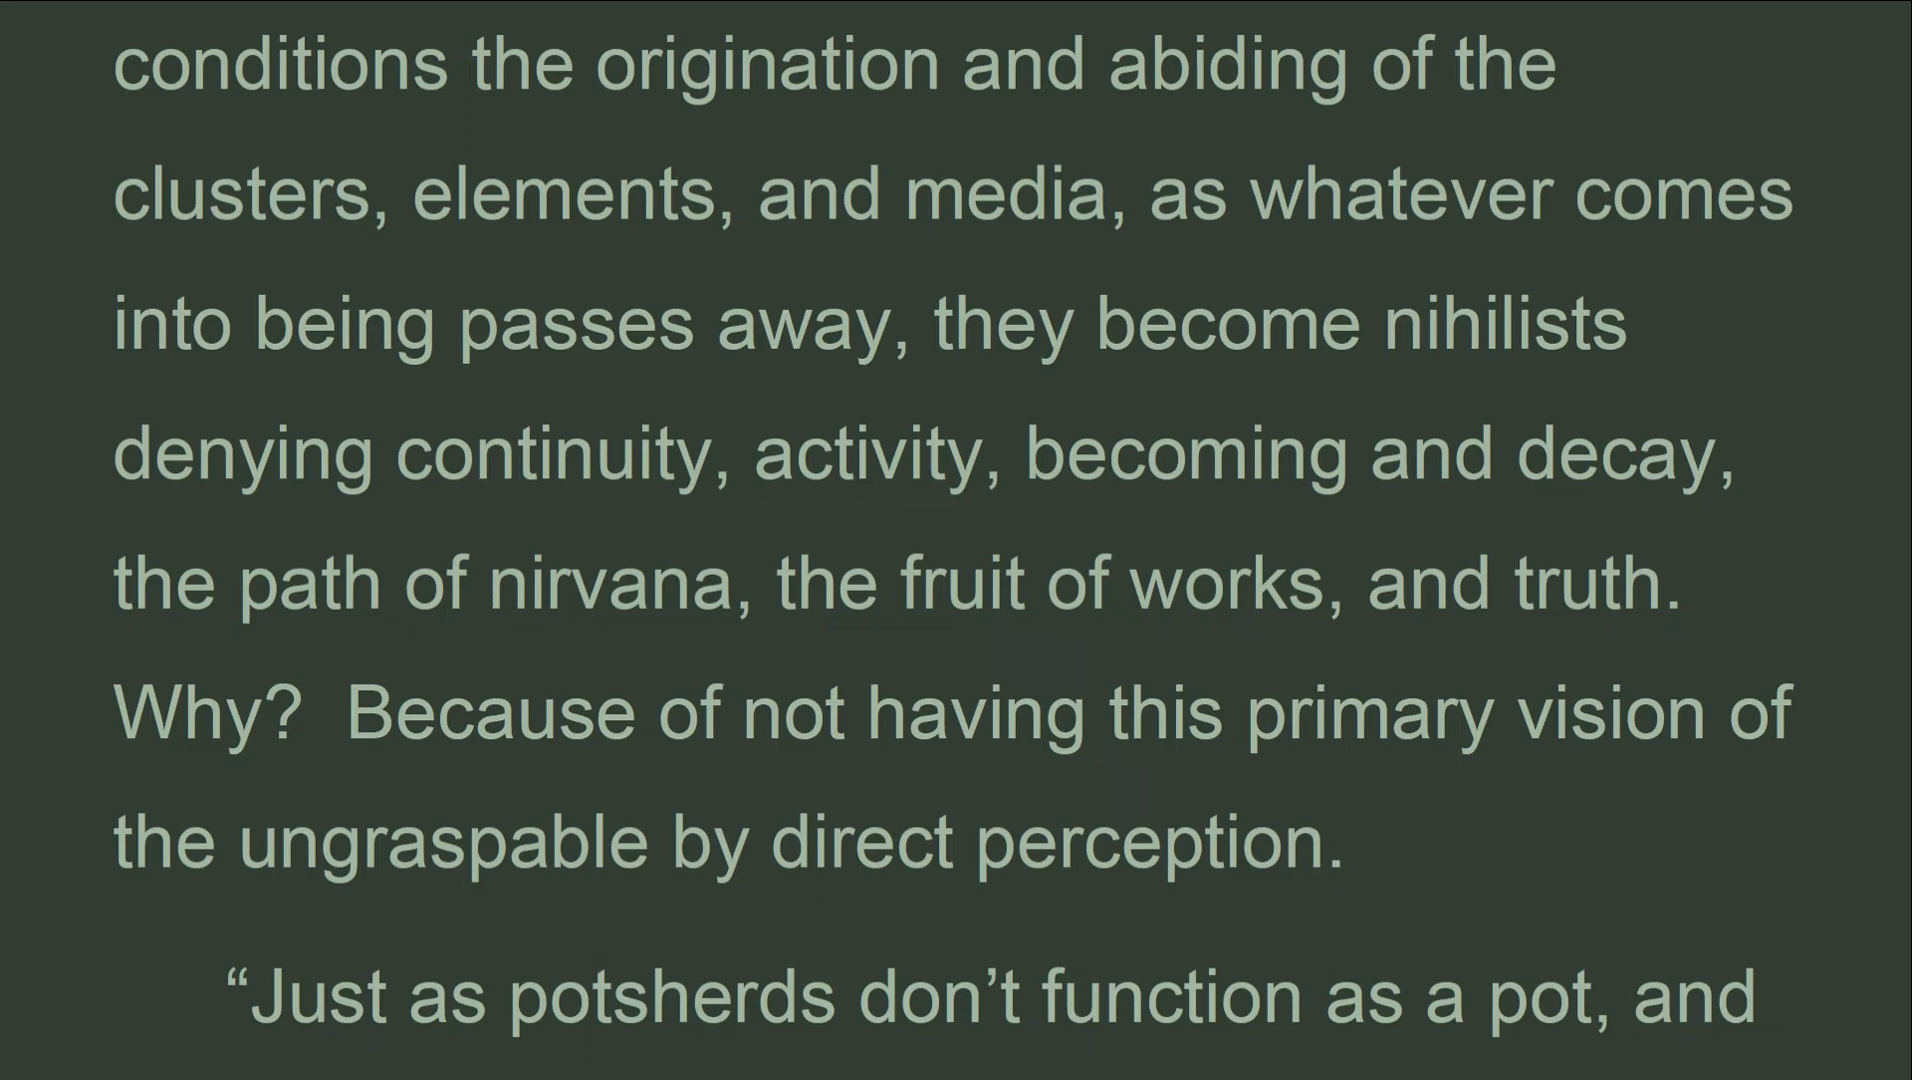 conditions the origination and abiding of the
clusters, elements, and media, as whatever comes
into being passes away, they become nihilists
denying continuity, activity, becoming and decay,
the path of nirvana, the fruit of works, and truth.
Why?  Because of not having this primary vision of
the ungraspable by direct perception.
“Just as potsherds don’t function as a pot, and